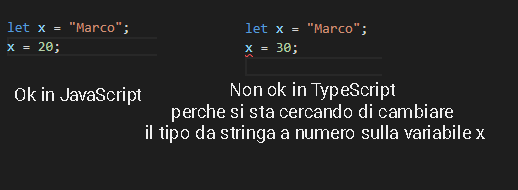 let x = "Marco";
x = 20;
Ok in JavaScript
let x = "Marco";
x = 30;
Non ok in TypeScript
perche si sta cercando di cambiare
il tipo da stringa a numero sulla variabile x